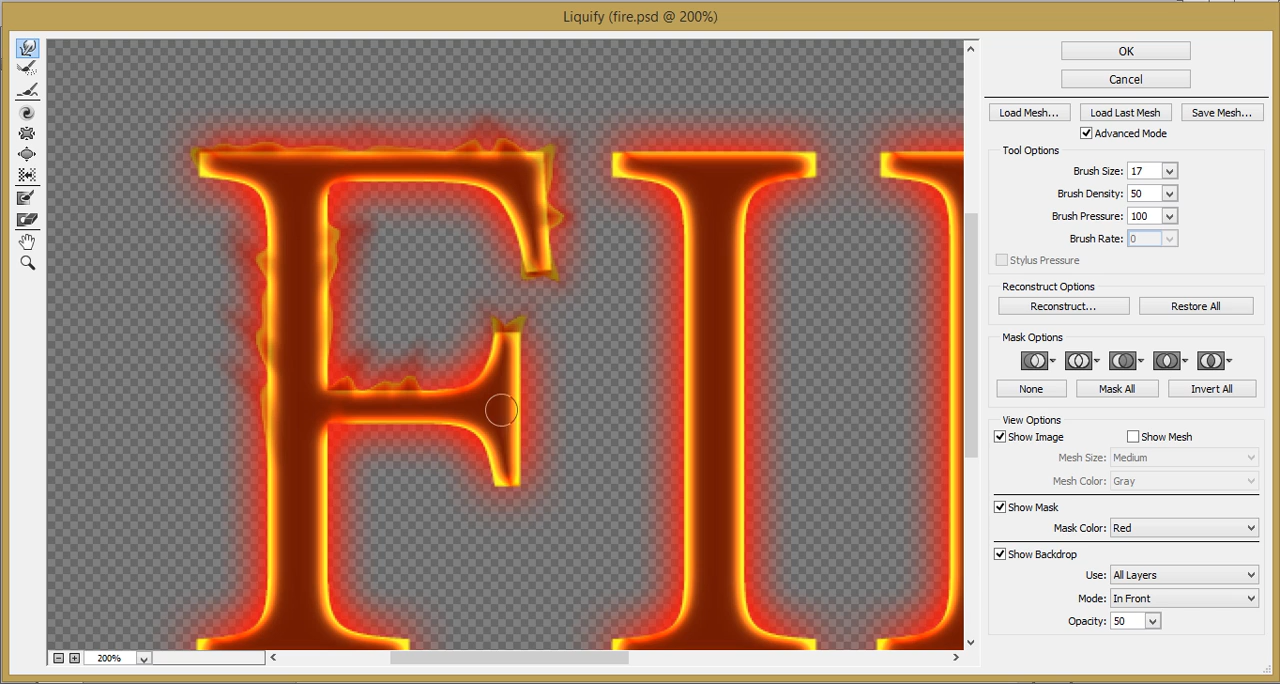 Liquify (fire.psd @ 200%)
OK
Cancel
Load Mesh... Load Last Mesh Save Mesh...
Advanced Mode
Tool Options
Brush Size: 17
Brush Density: 50
Brush Pressure: 100
Brush Rate: 0
Stylus Pressure
Reconstruct Options
Reconstruct... Restore All
Mask Options
None Mask All Invert All
View Options
Show Image Show Mesh
Mesh Size: Medium
Mesh Color: Gray
Show Mask
Mask Color: Red
Show Backdrop
Use: All Layers
Mode: In Front
Opacity: 50
FI
200%